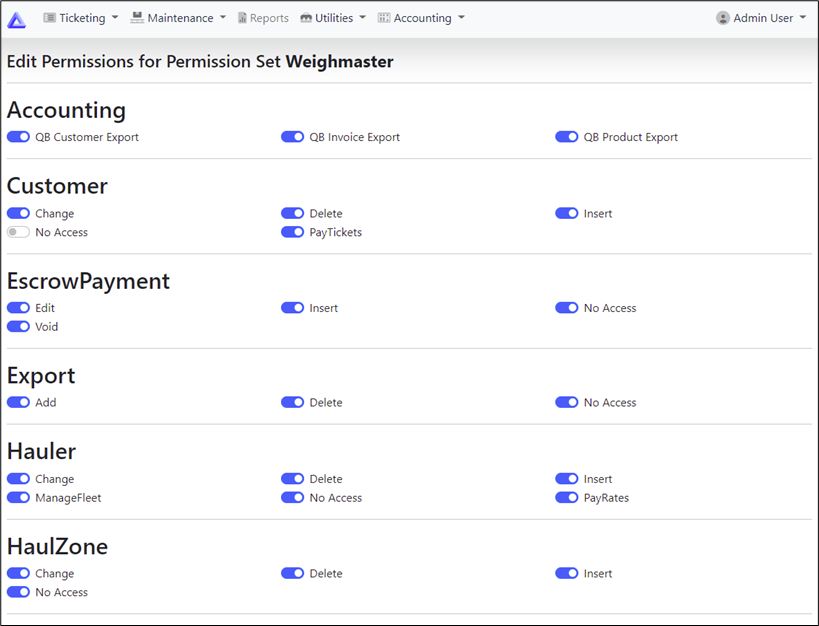 Ticketing Maintenance Reports Utilities Accounting Admin User
Edit Permissions for Permission Set Weighmaster
Accounting
QB Customer Export QB Invoice Export QB Product Export
Customer
Change Delete Insert
No Access PayTickets
EscrowPayment
Edit Insert No Access
Void
Export
Add Delete No Access
Hauler
Change Delete Insert
ManageFleet No Access PayRates
HaulZone
Change Delete Insert
No Access